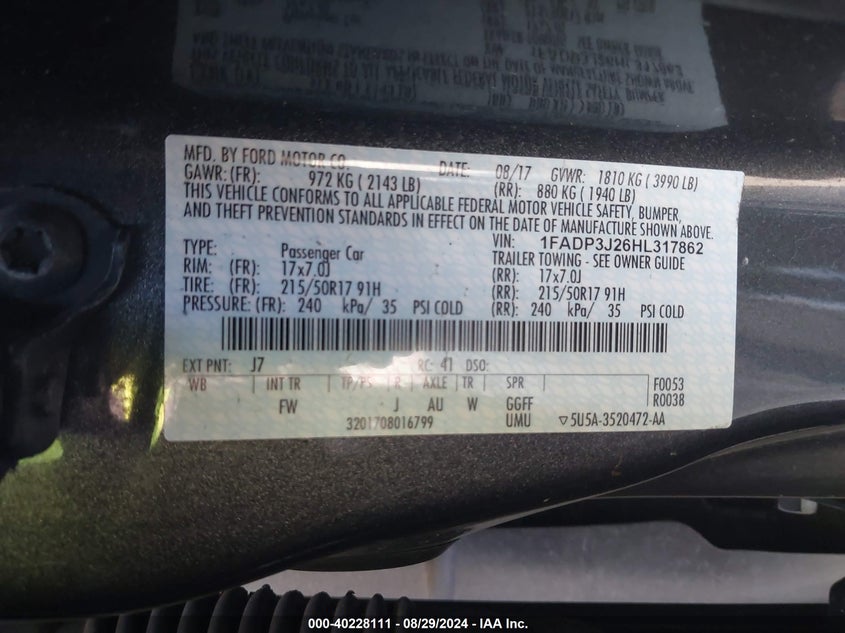 MFD. BY FORD MOTOR CO. DATE: 08/17 GVWR: 1810 KG ( 3990 LB)
GAWR: (FR): 972 KG ( 2143 LB) (RR): 880 KG ( 1940 LB)
THIS VEHICLE CONFORMS TO ALL APPLICABLE FEDERAL MOTOR VEHICLE SAFETY, BUMPER,
AND THEFT PREVENTION STANDARDS IN EFFECT ON THE DATE OF MANUFACTURE SHOWN ABOVE.
VIN: 1FADP3J26HL317862
TYPE: Passenger Car TRAILER TOWING - SEE OWNER GUIDE
RIM: (FR): 17x7.0J (RR): 17x7.0J
TIRE: (FR): 215/50R17 91H (RR): 215/50R17 91H
PRESSURE: (FR): 240 kPa/ 35 PSI COLD (RR): 240 kPa/ 35 PSI COLD
EXT PNT: J7 RC: 41 DSO:
WB INT TR TP/PS R AXLE TR SPR F0053
FW J AU W GGFF R0038
3201708016799 UMU ▽5U5A-3520472-AA
000-40228111 - 08/29/2024 - IAA Inc.